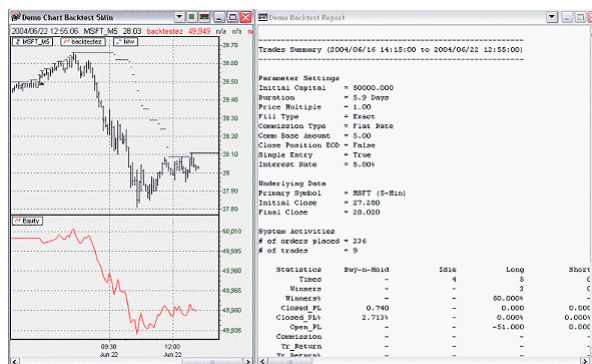 Demo Chart Backtest 5Min
2004/06/22 12:55:06 MSFT_M5 28.03 backtestez 49,949 n/a n/a
MSFT_M5 backtestez
28.70
28.60
28.50
28.40
28.30
28.20
28.10
28.00
27.90
27.80
Equity
50,010
49,995
49,980
49,965
49,950
49,935
09:30 12:00
Jun 22 Jun 22
Demo Backtest Report
Trades Summary (2004/06/16 14:15:00 to 2004/06/22 12:55:00)
Parameter Settings
Initial Capital = 50000.000
Duration = 5.9 Days
Price Multiple = 1.00
Fill Type = Exact
Commission Type = Flat Rate
Comm Base Amount = 5.00
Close Position EOD = False
Single Entry = True
Interest Rate = 5.00%
Underlying Data
Primary Symbol = MSFT (5-Min)
Initial Close = 27.280
Final Close = 28.020
System Activities
# of orders placed = 236
# of trades = 9
Statistics Buy-n-Hold Idle Long Short
Times - 4 5
Winners - - 3
Winners% - - 60.000%
Closed_PL 0.740 - 0.000 0.000
Closed_PL% 2.713% - 0.000% 0.000
Open_PL - - -51.000 0.000
Commission - - -
Yr_Return - - -
Yr_Return%